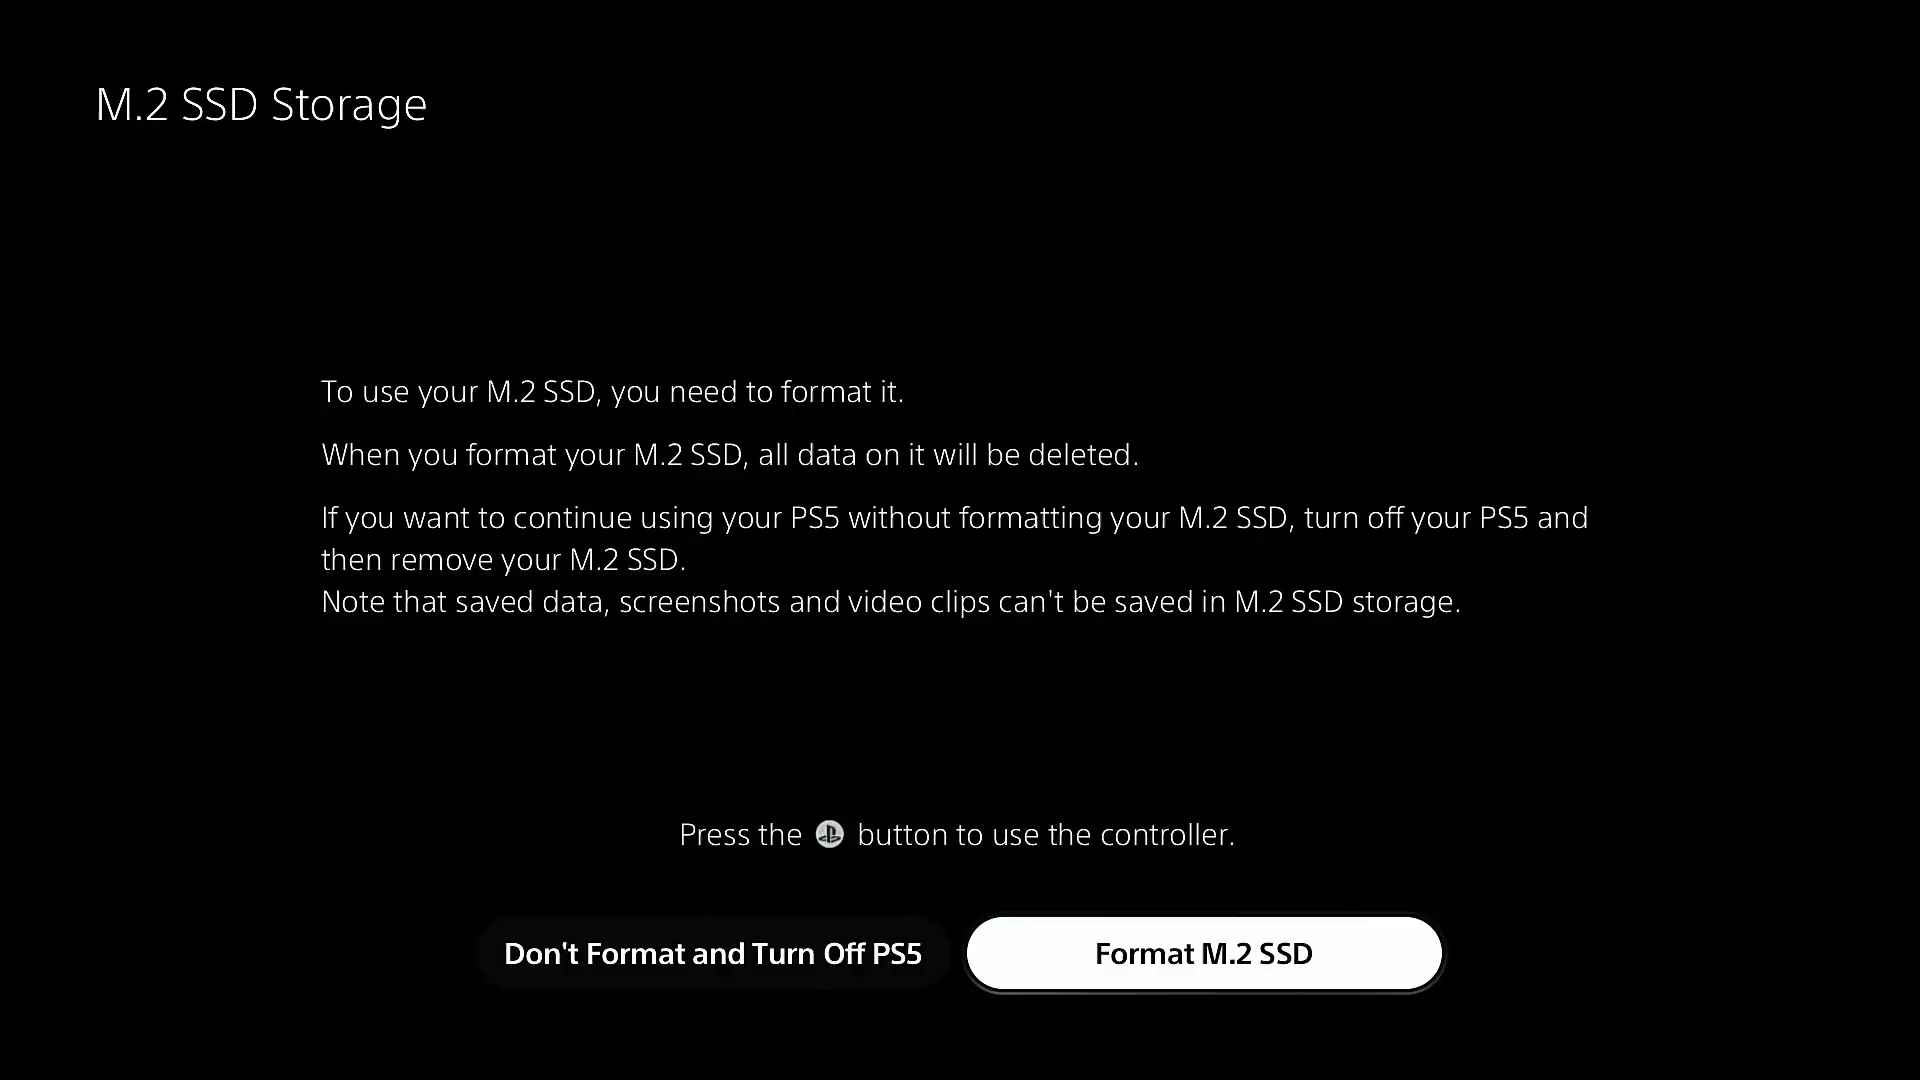 M.2 SSD Storage
To use your M.2 SSD, you need to format it.
When you format your M.2 SSD, all data on it will be deleted.
If you want to continue using your PS5 without formatting your M.2 SSD, turn off your PS5 and
then remove your M.2 SSD.
Note that saved data, screenshots and video clips can't be saved in M.2 SSD storage.
Press the button to use the controller.
Don't Format and Turn Off PS5
Format M.2 SSD